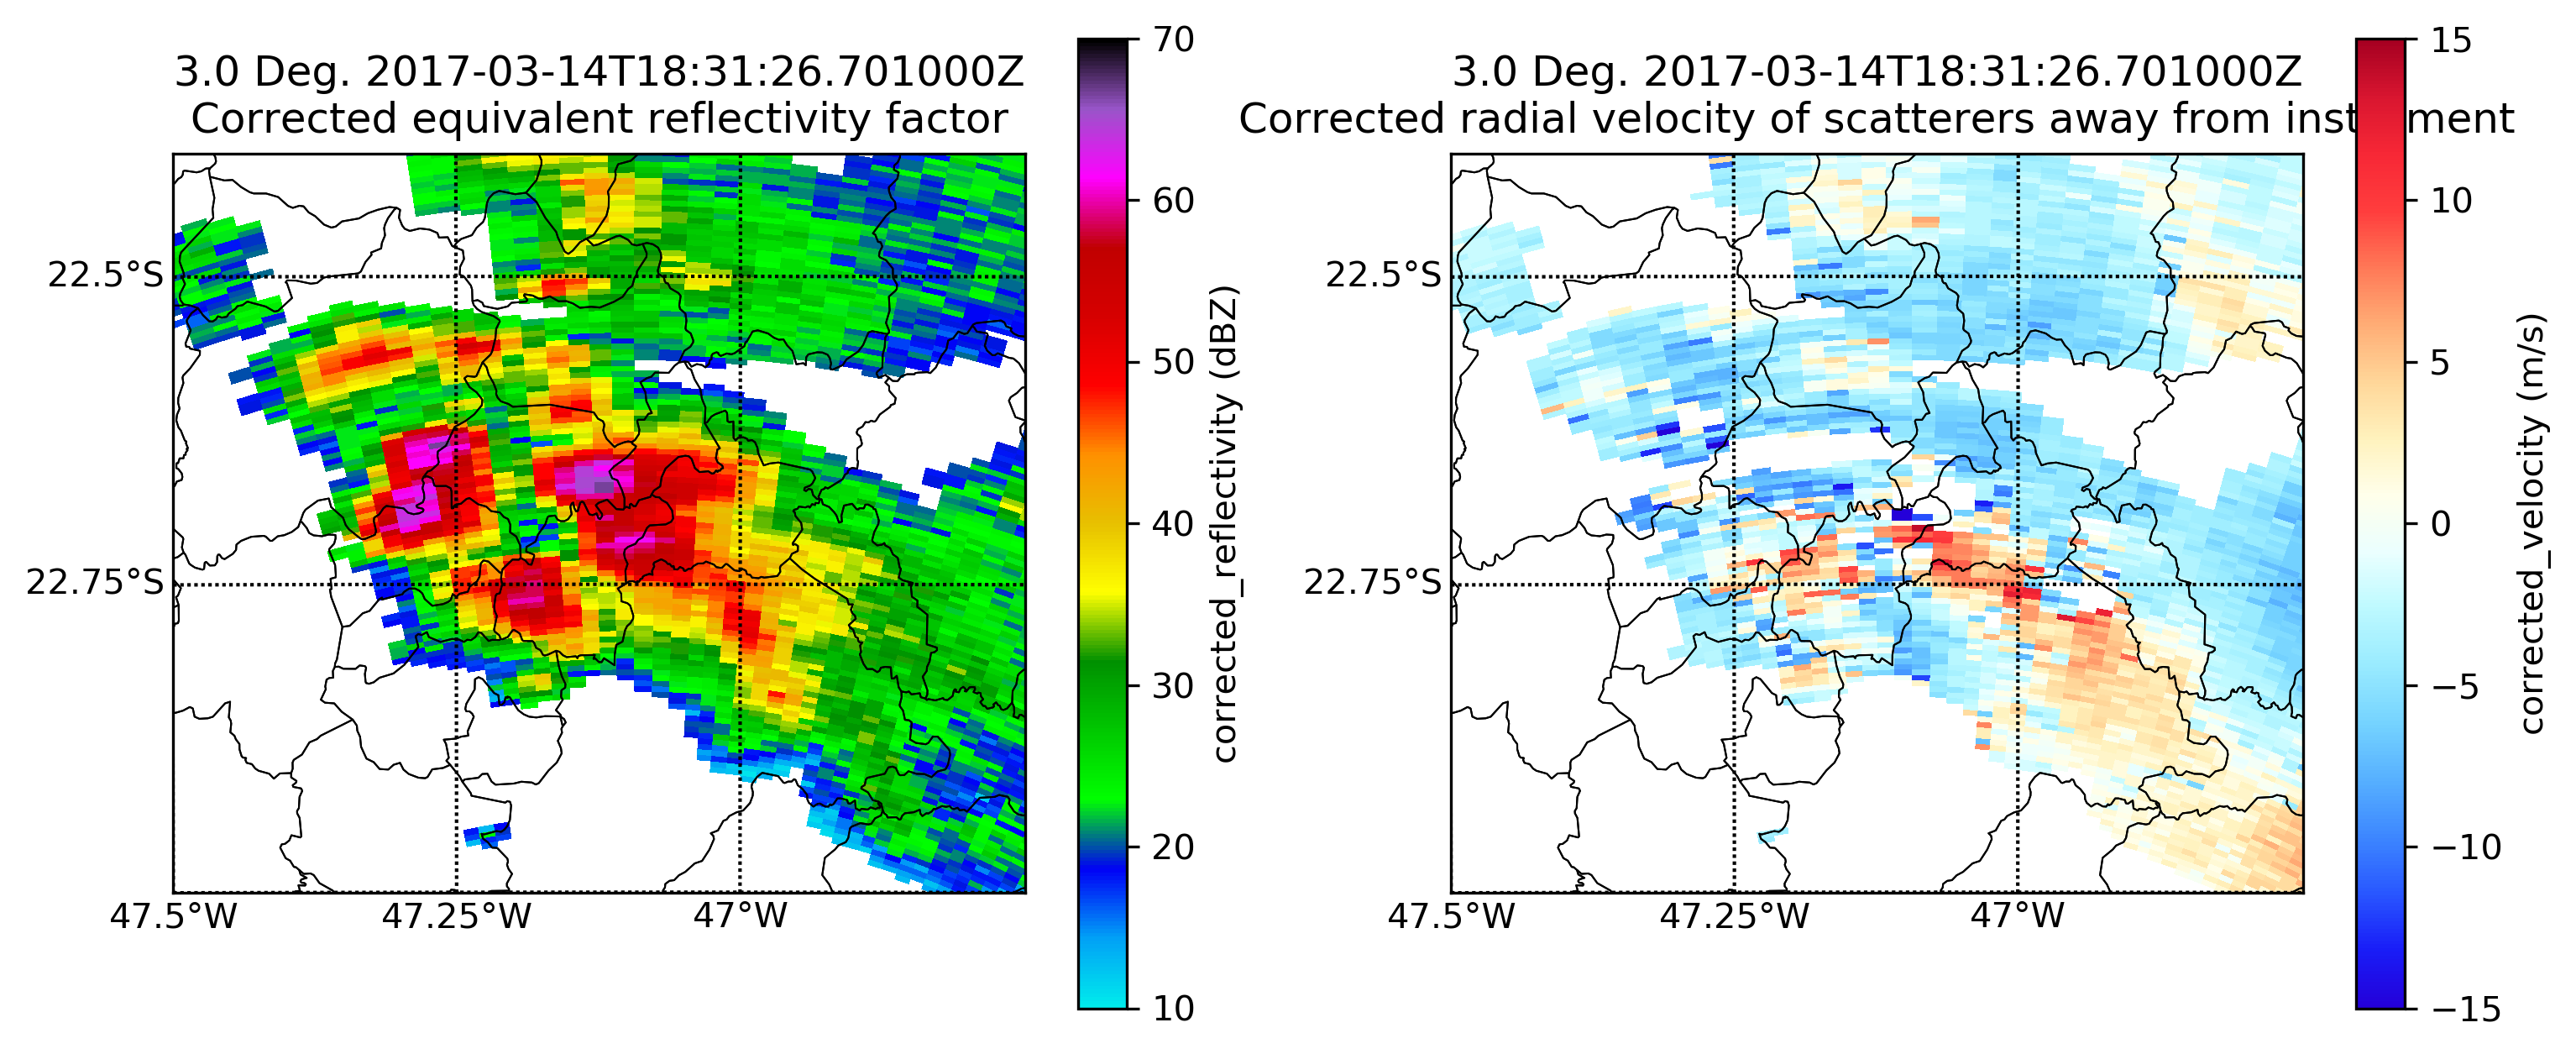 3.0 Deg. 2017-03-14T18:31:26.701000Z
Corrected equivalent reflectivity factor
22.5°S
22.75°S
47.5°W
47.25°W
47°W
70
60
50
40
30
20
10
corrected_reflectivity (dBZ)
3.0 Deg. 2017-03-14T18:31:26.701000Z
Corrected radial velocity of scatterers away from inst ment
22.5°S
22.75°S
47.5°W
47.25°W
47°W
15
10
5
0
−5
−10
−15
corrected_velocity (m/s)